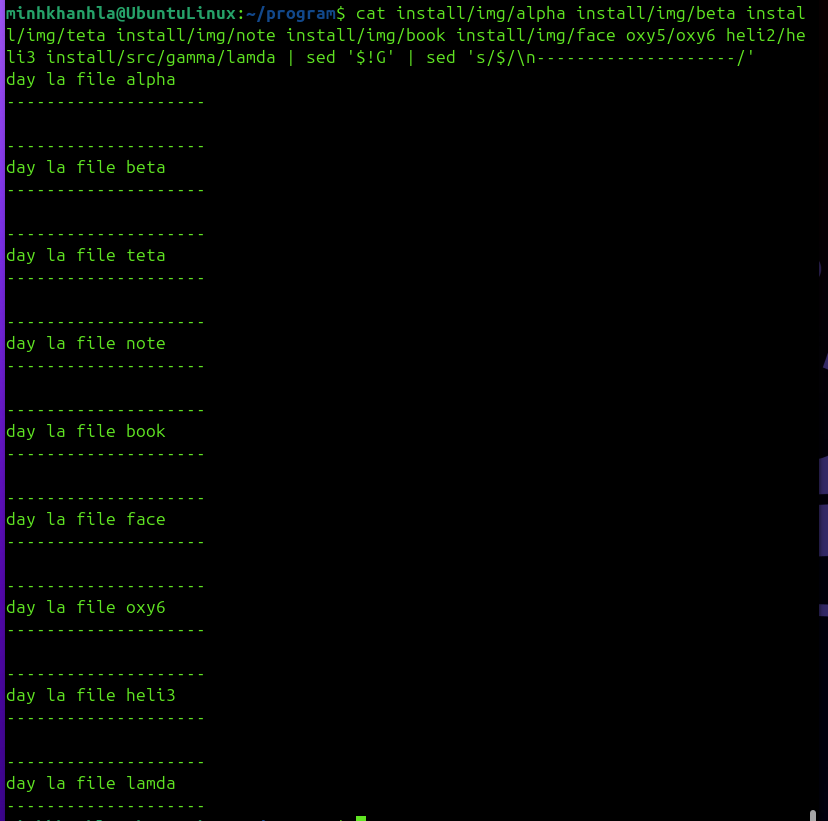 minhkhanhla@UbuntuLinux:~/program$ cat install/img/alpha install/img/beta instal
l/img/teta install/img/note install/img/book install/img/face oxy5/oxy6 heli2/he
li3 install/src/gamma/lamda | sed '$!G' | sed 's/$/\n--------------------/'
day la file alpha
--------------------

--------------------
day la file beta
--------------------

--------------------
day la file teta
--------------------

--------------------
day la file note
--------------------

--------------------
day la file book
--------------------

--------------------
day la file face
--------------------

--------------------
day la file oxy6
--------------------

--------------------
day la file heli3
--------------------

--------------------
day la file lamda
--------------------